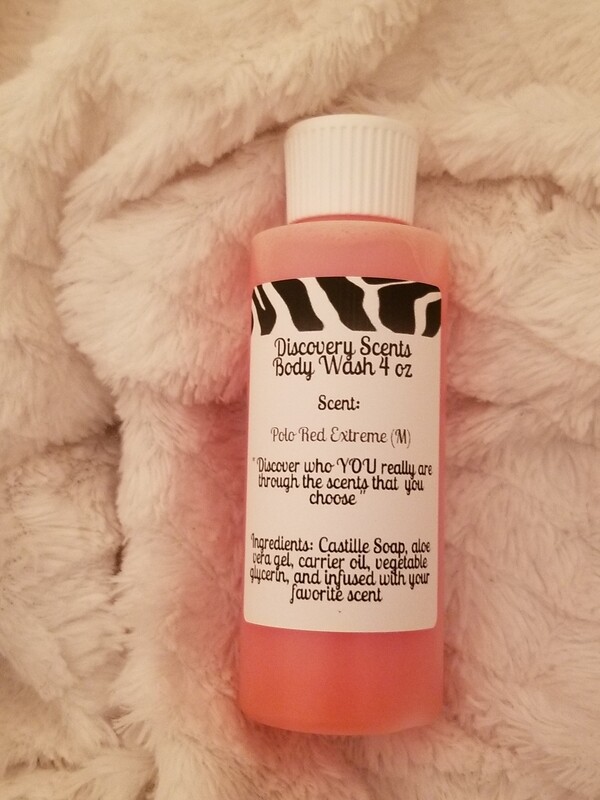 Discovery Scents
Body Wash 4 oz
Scent:
Polo Red Extreme (M)
"Discover who YOU really are
through the scents that you
choose"
Ingredients: Castille Soap, aloe
vera gel, carrier oil, vegetable
glycerin, and infused with your
favorite scent